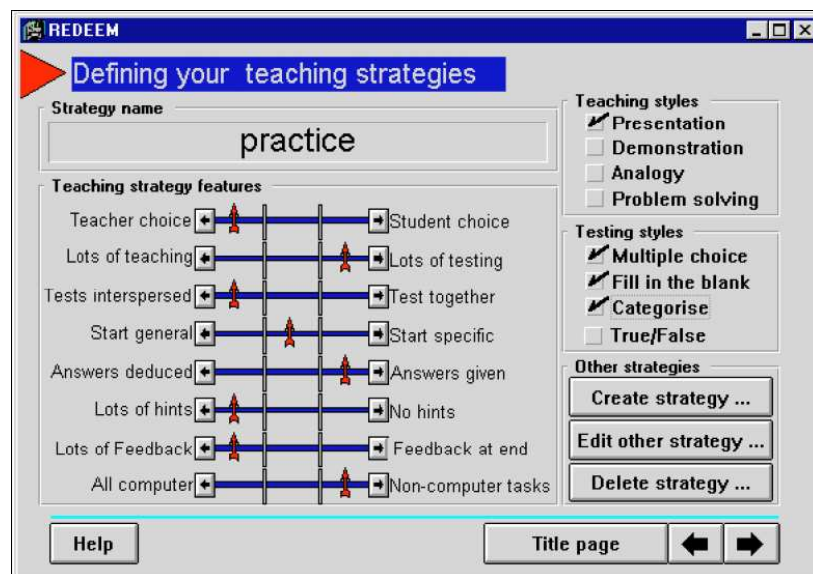 REDEEM
Defining your teaching strategies
Strategy name
practice
Teaching strategy features
Teacher choice Student choice
Lots of teaching Lots of testing
Tests interspersed Test together
Start general Start specific
Answers deduced Answers given
Lots of hints No hints
Lots of Feedback Feedback at end
All computer Non-computer tasks
Teaching styles
Presentation
Demonstration
Analogy
Problem solving
Testing styles
Multiple choice
Fill in the blank
Categorise
True/False
Other strategies
Create strategy ...
Edit other strategy ...
Delete strategy ...
Help
Title page